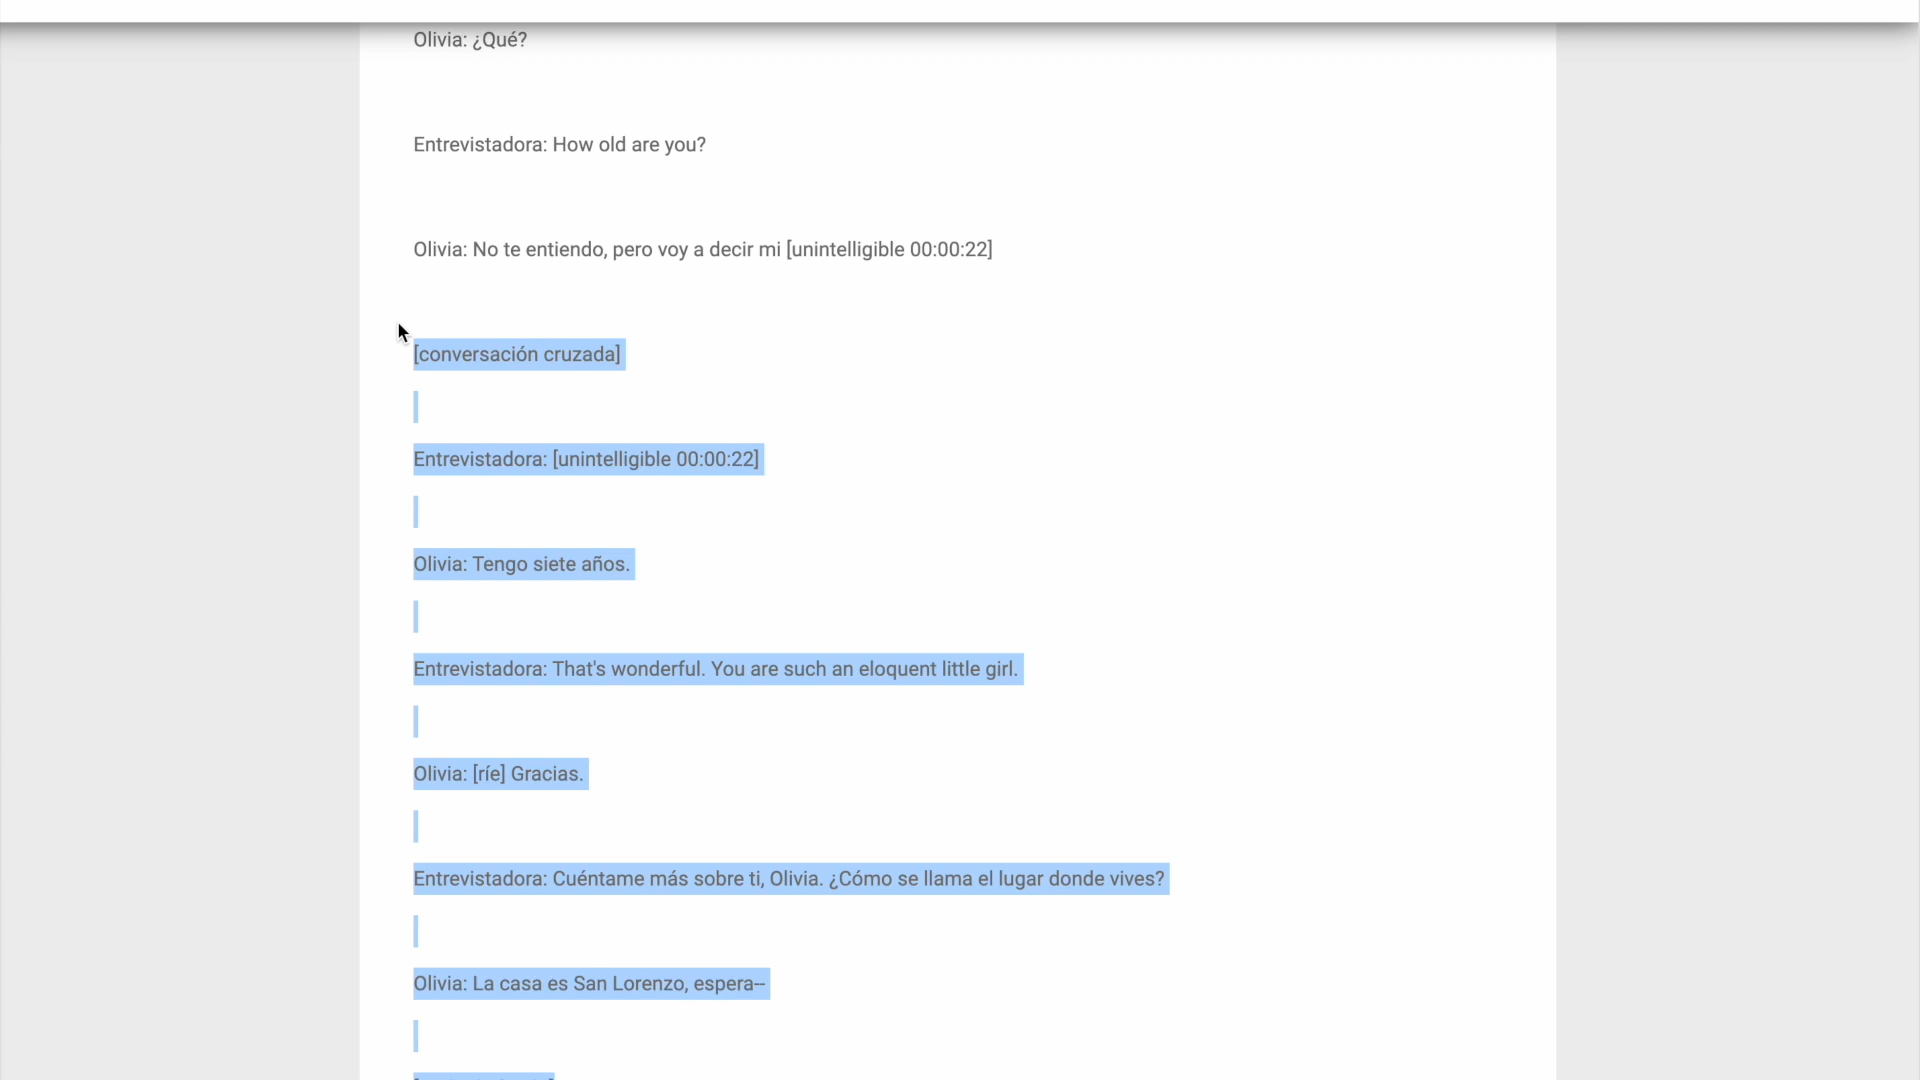 Olivia: ¿Qué?
Entrevistadora: How old are you?
Olivia: No te entiendo, pero voy a decir mi [unintelligible 00:00:22]
[conversación cruzada]
Entrevistadora: [unintelligible 00:00:22]
Olivia: Tengo siete años.
Entrevistadora: That's wonderful. You are such an eloquent little girl.
Olivia: [ríe] Gracias.
Entrevistadora: Cuéntame más sobre ti, Olivia. ¿Cómo se llama el lugar donde vives?
Olivia: La casa es San Lorenzo, espera--